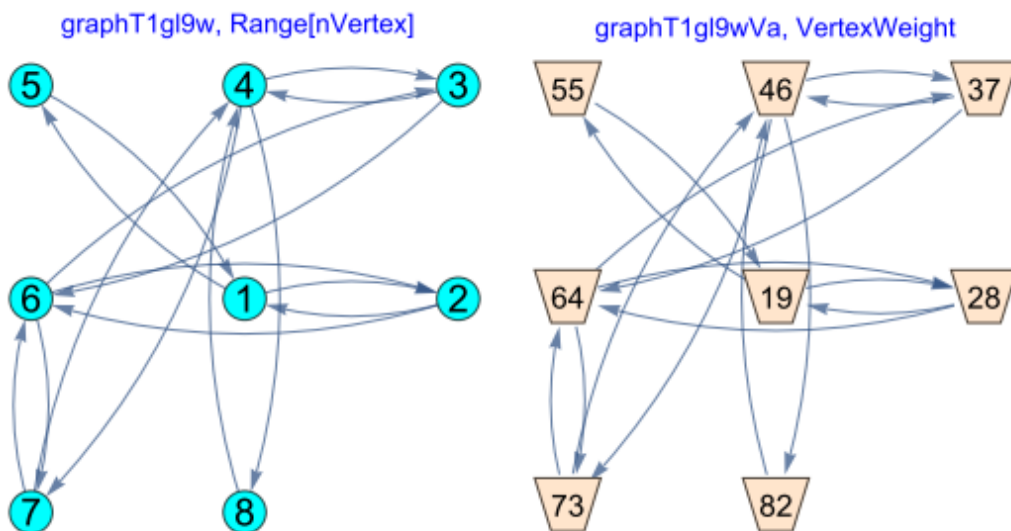 graphT1gl9w, Range[nVertex]
5 4 3
6 1 2
7 8
graphT1gl9wVa, VertexWeight
55 46 37
64 19 28
73 82